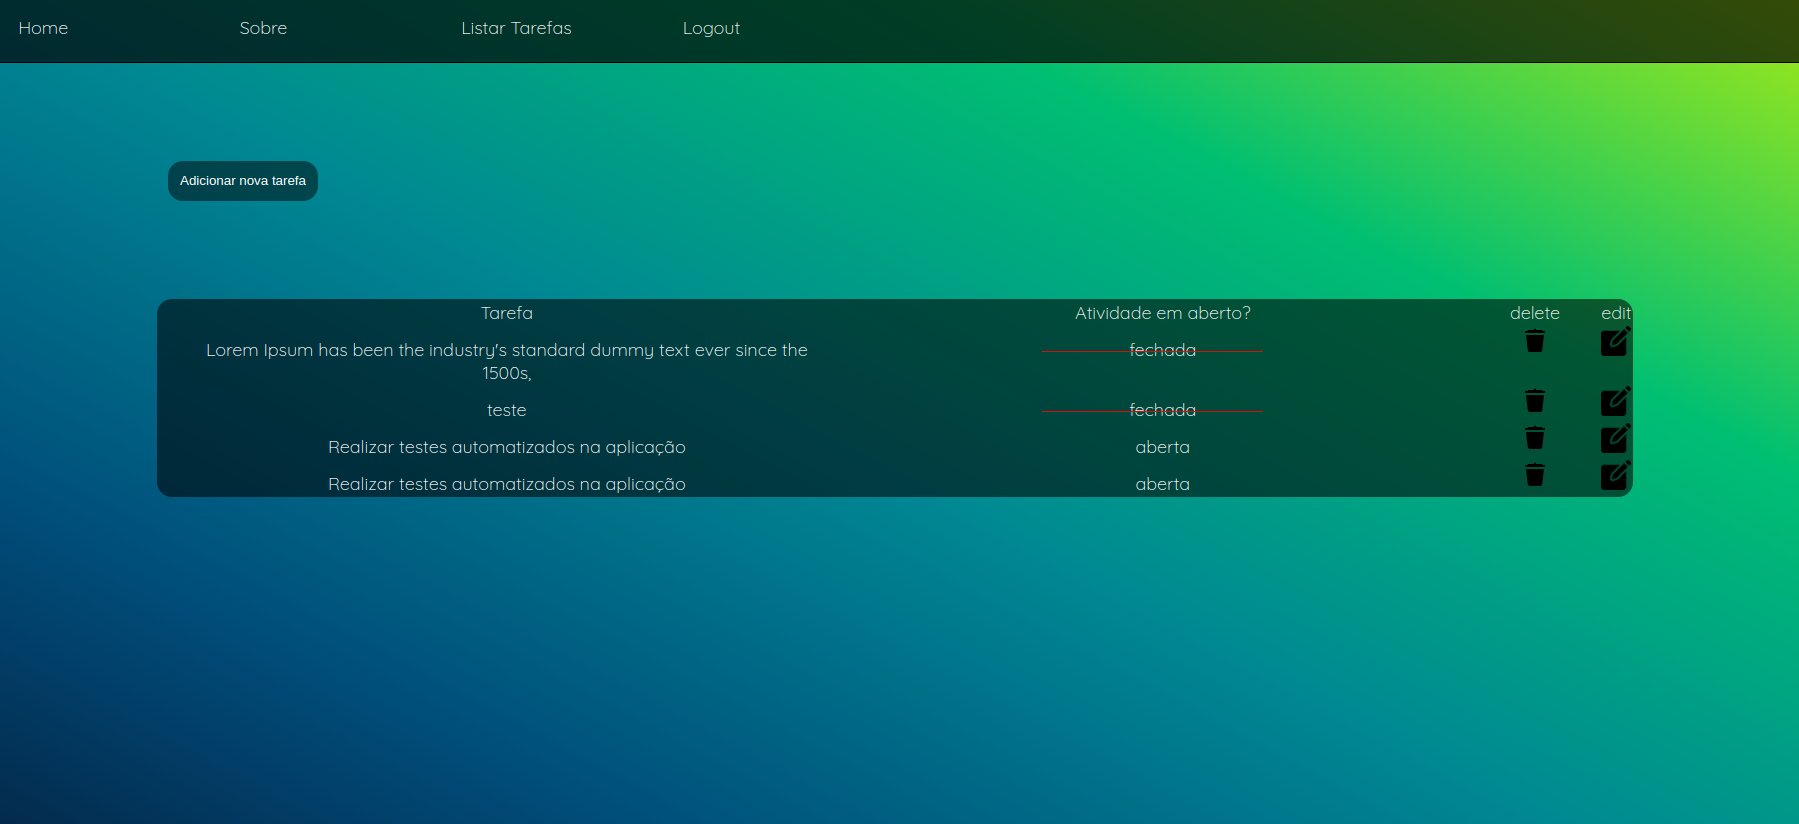 Home Sobre Listar Tarefas Logout
Adicionar nova tarefa
Tarefa Atividade em aberto? delete edit
Lorem Ipsum has been the industry's standard dummy text ever since the fechada
1500s,
teste fechada
Realizar testes automatizados na aplicação aberta
Realizar testes automatizados na aplicação aberta